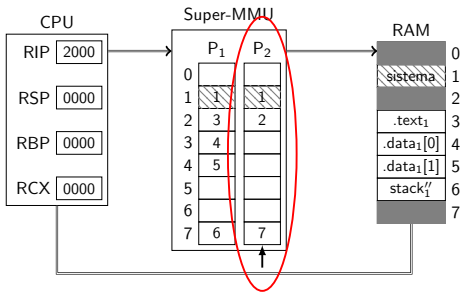 CPU
RIP 2000
RSP 0000
RBP 0000
RCX 0000
Super-MMU
P₁ P₂
0
1 1 1
2 3 2
3 4
4 5
5
6
7 6 7
RAM
0
sistema 1
2
.text₁ 3
.data₁[0] 4
.data₁[1] 5
stack″₁ 6
7